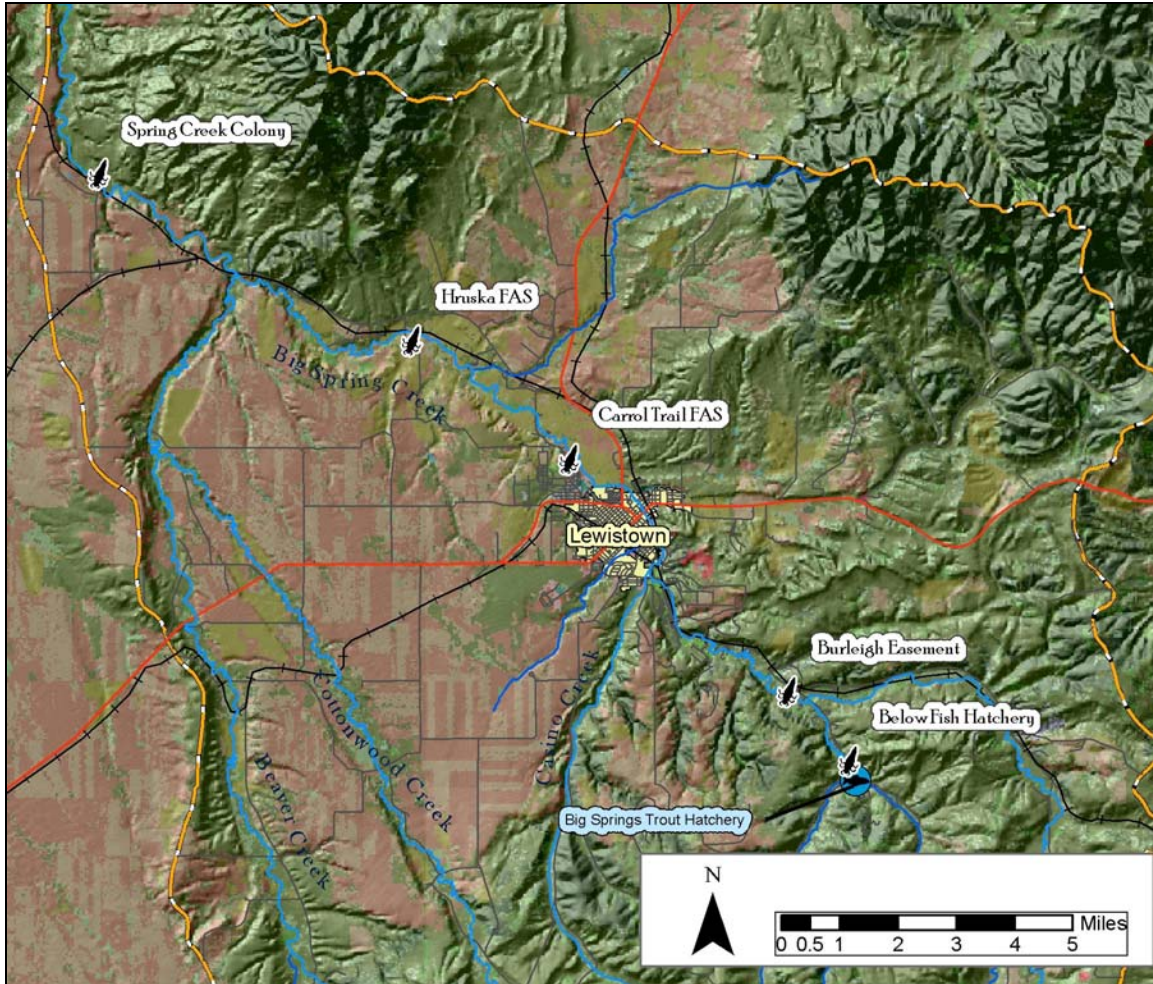 Spring Creek Colony
Hruska FAS
Big Spring Creek
Carrol Trail FAS
Lewistown
Burleigh Easement
Below Fish Hatchery
Caino Creek
Cottonwood Creek
Beaver Creek
Big Springs Trout Hatchery
N
Miles
0 0.5 1 2 3 4 5